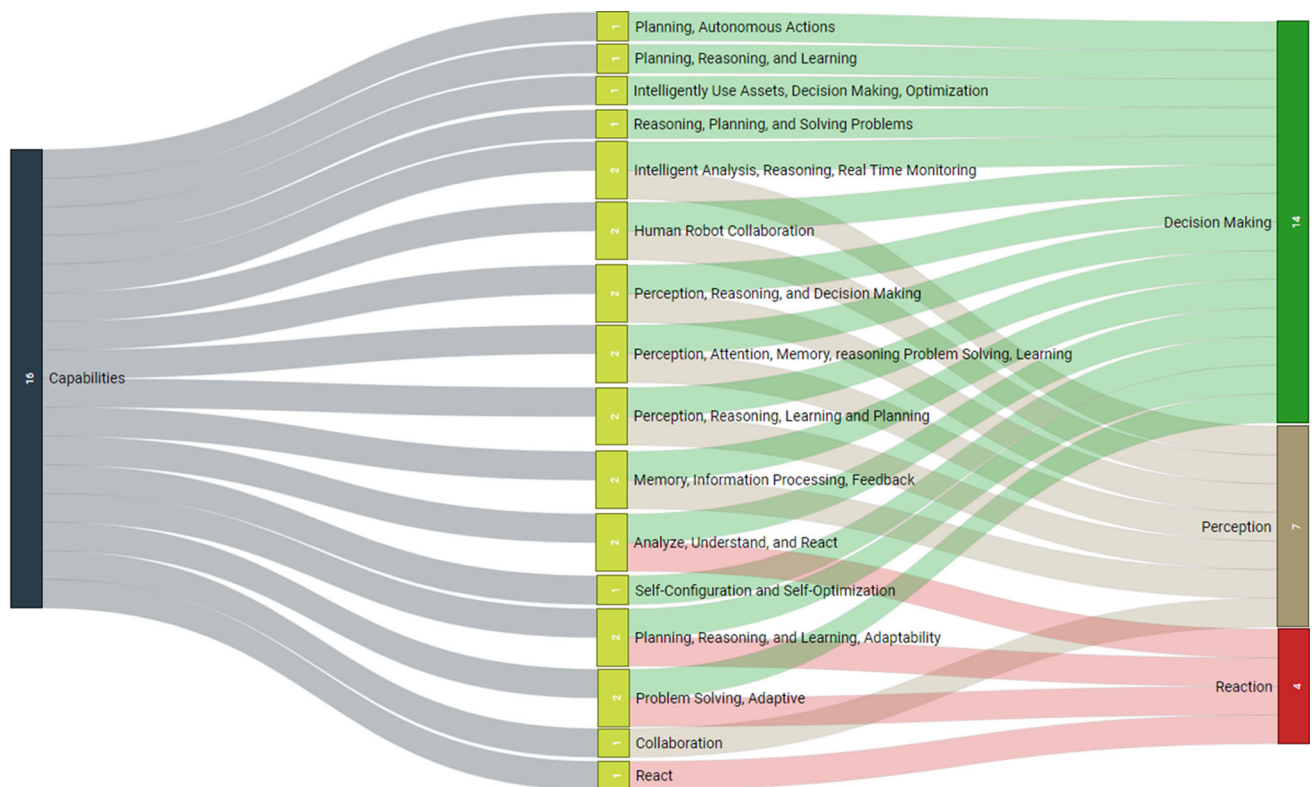 16
Capabilities
1
Planning, Autonomous Actions
1
Planning, Reasoning, and Learning
1
Intelligently Use Assets, Decision Making, Optimization
1
Reasoning, Planning, and Solving Problems
2
Intelligent Analysis, Reasoning, Real Time Monitoring
2
Human Robot Collaboration
2
Perception, Reasoning, and Decision Making
2
Perception, Attention, Memory, reasoning Problem Solving, Learning
2
Perception, Reasoning, Learning and Planning
2
Memory, Information Processing, Feedback
2
Analyze, Understand, and React
1
Self-Configuration and Self-Optimization
2
Planning, Reasoning, and Learning, Adaptability
2
Problem Solving, Adaptive
1
Collaboration
1
React
Decision Making
14
Perception
7
Reaction
4